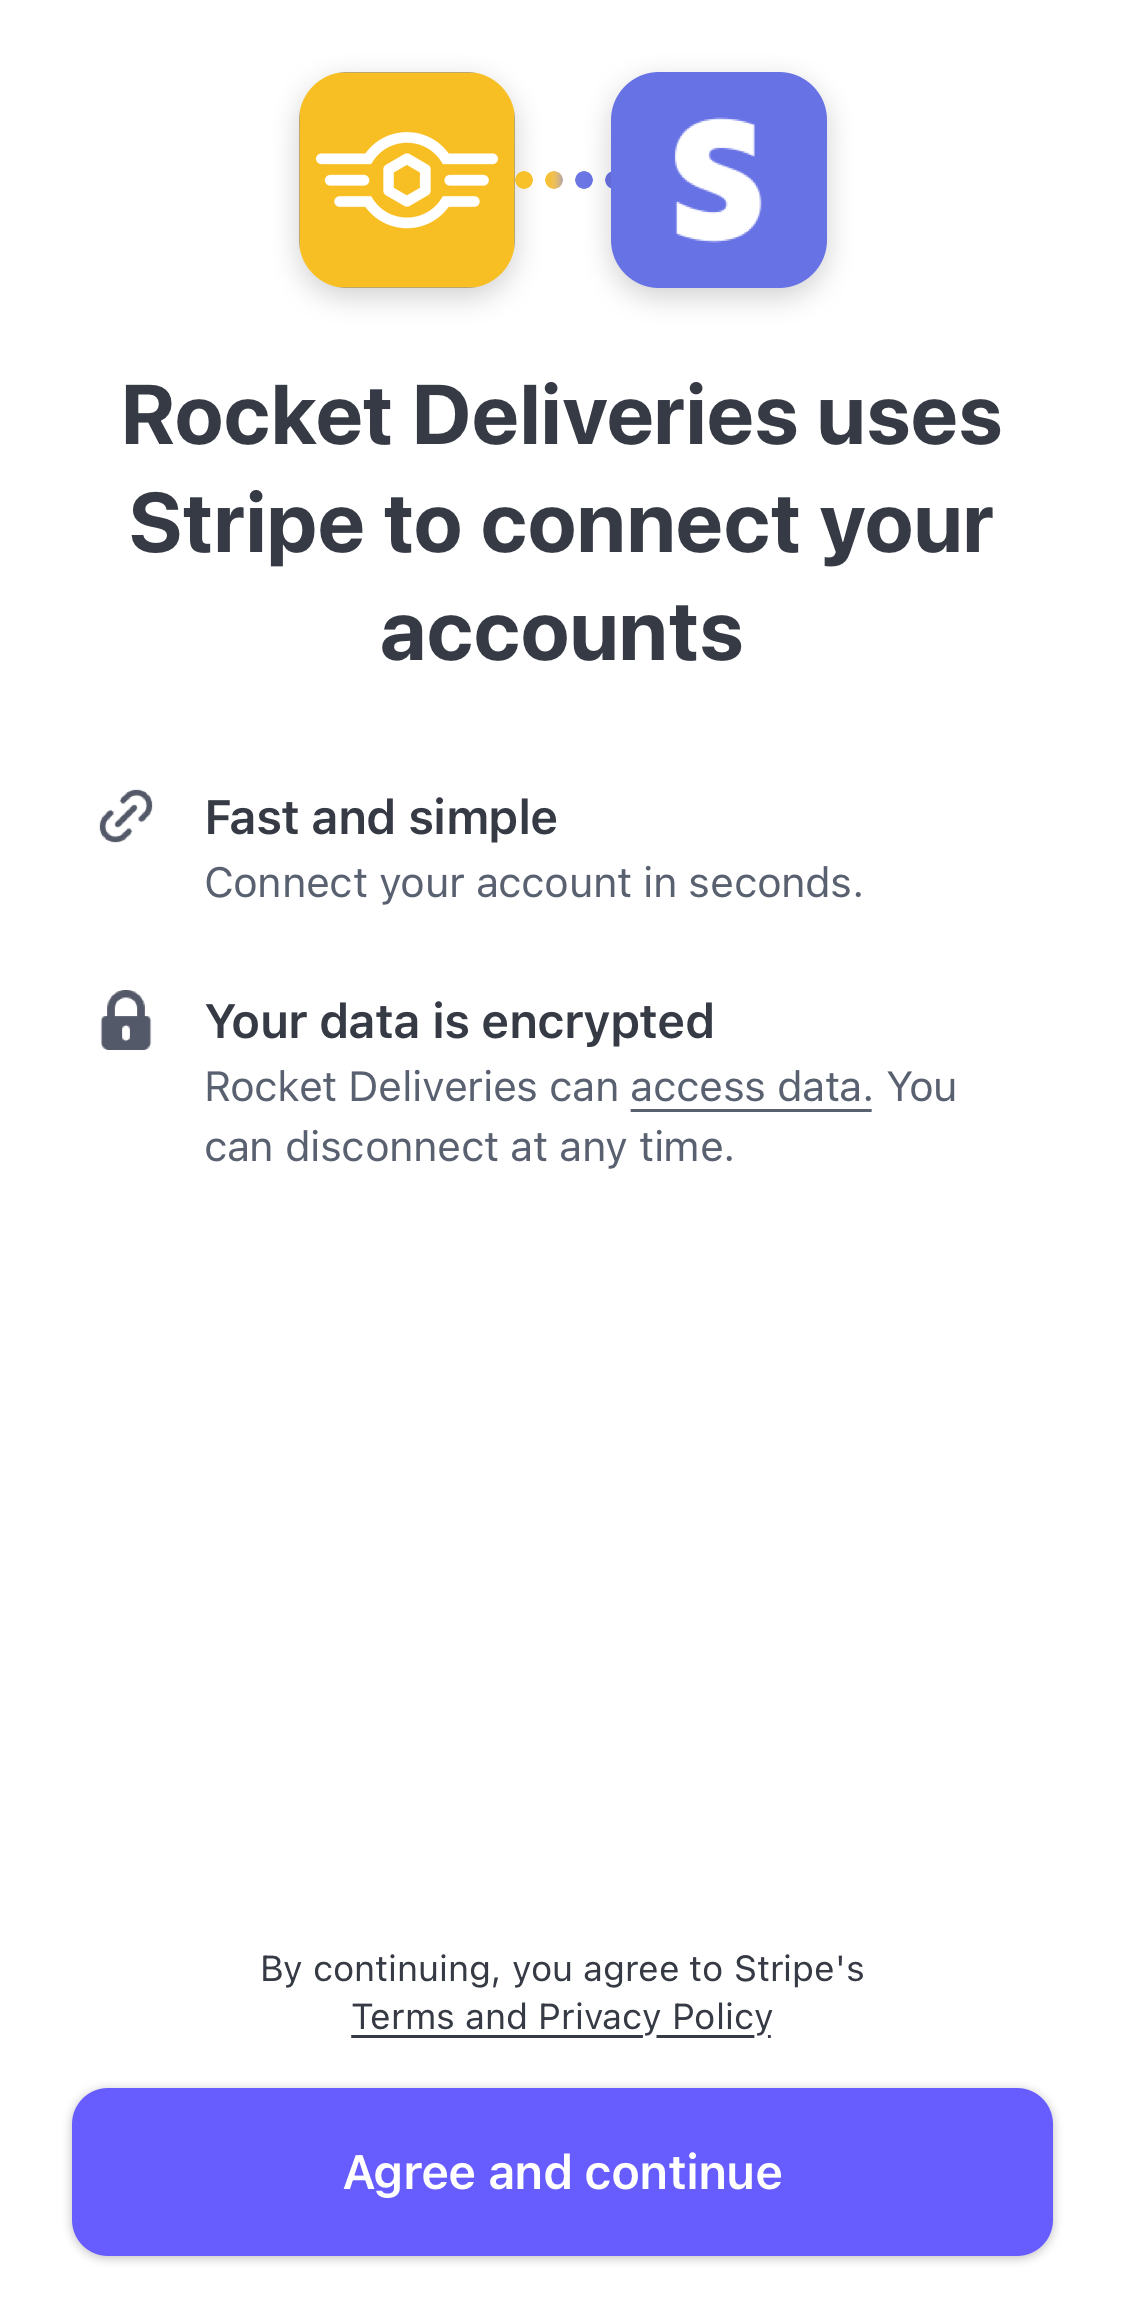 S
Rocket Deliveries uses
Stripe to connect your
accounts
Fast and simple
Connect your account in seconds.
Your data is encrypted
Rocket Deliveries can access data. You
can disconnect at any time.
By continuing, you agree to Stripe's
Terms and Privacy Policy
Agree and continue